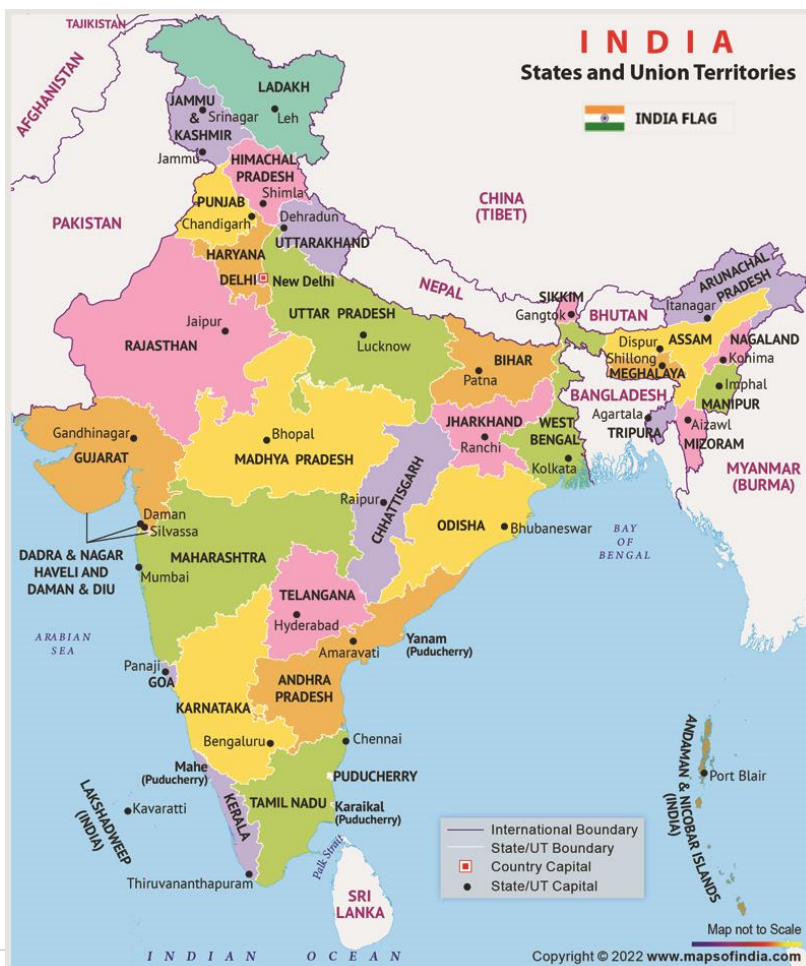 TAJIKISTAN
INDIA
States and Union Territories
INDIA FLAG
AFGHANISTAN
LADAKH
Leh
JAMMU
&
KASHMIR
Srinagar
Jammu
HIMACHAL
PRADESH
Shimla
PUNJAB
Chandigarh
Dehradun
UTTARAKHAND
CHINA
(TIBET)
PAKISTAN
HARYANA
DELHI
New Delhi
NEPAL
UTTAR PRADESH
Lucknow
Jaipur
RAJASTHAN
SIKKIM
Gangtok
BHUTAN
ARUNACHAL
PRADESH
Itanagar
ASSAM
Dispur
Shillong
MEGHALAYA
NAGALAND
Kohima
Imphal
MANIPUR
BIHAR
Patna
BANGLADESH
Agartala
TRIPURA
Aizawl
MIZORAM
MYANMAR
(BURMA)
JHARKHAND
Ranchi
WEST
BENGAL
Kolkata
Gandhinagar
GUJARAT
Bhopal
MADHYA PRADESH
CHHATTISGARH
Raipur
ODISHA
Bhubaneswar
BAY
OF
BENGAL
Daman
Silvassa
DADRA & NAGAR
HAVELI AND
DAMAN & DIU
MAHARASHTRA
Mumbai
TELANGANA
Hyderabad
ARABIAN
SEA
Amaravati
Yanam
(Puducherry)
Panaji
GOA
KARNATAKA
ANDHRA
PRADESH
Bengaluru
Chennai
Mahe
(Puducherry)
PUDUCHERRY
LAKSHADWEEP
(INDIA)
Kavaratti
KERALA
TAMIL NADU
Karaikal
(Puducherry)
Palk Strait
Thiruvananthapuram
SRI
LANKA
ANDAMAN & NICOBAR ISLANDS
(INDIA)
Port Blair
International Boundary
State/UT Boundary
Country Capital
State/UT Capital
Map not to Scale
INDIAN OCEAN
Copyright © 2022 www.mapsofindia.com